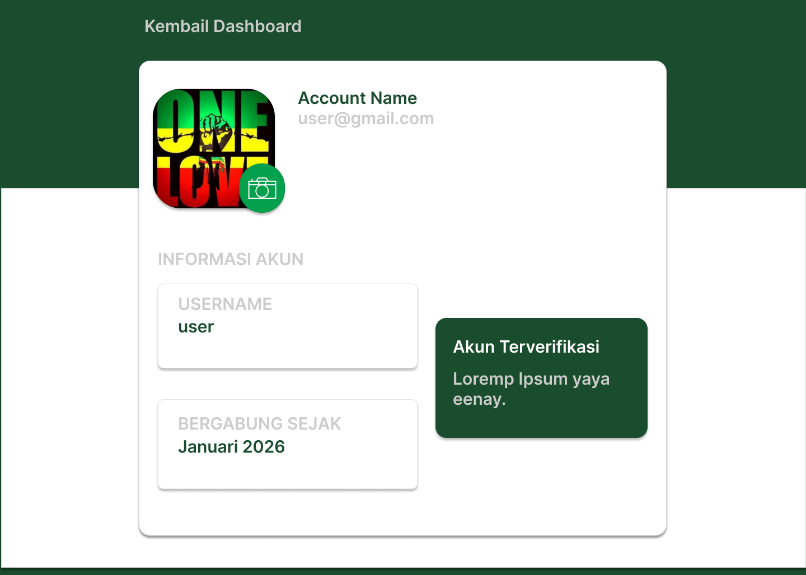 Kembail Dashboard
ONE
LOVE
Account Name
user@gmail.com
INFORMASI AKUN
USERNAME
user
Akun Terverifikasi
Loremp Ipsum yaya
eenay.
BERGABUNG SEJAK
Januari 2026